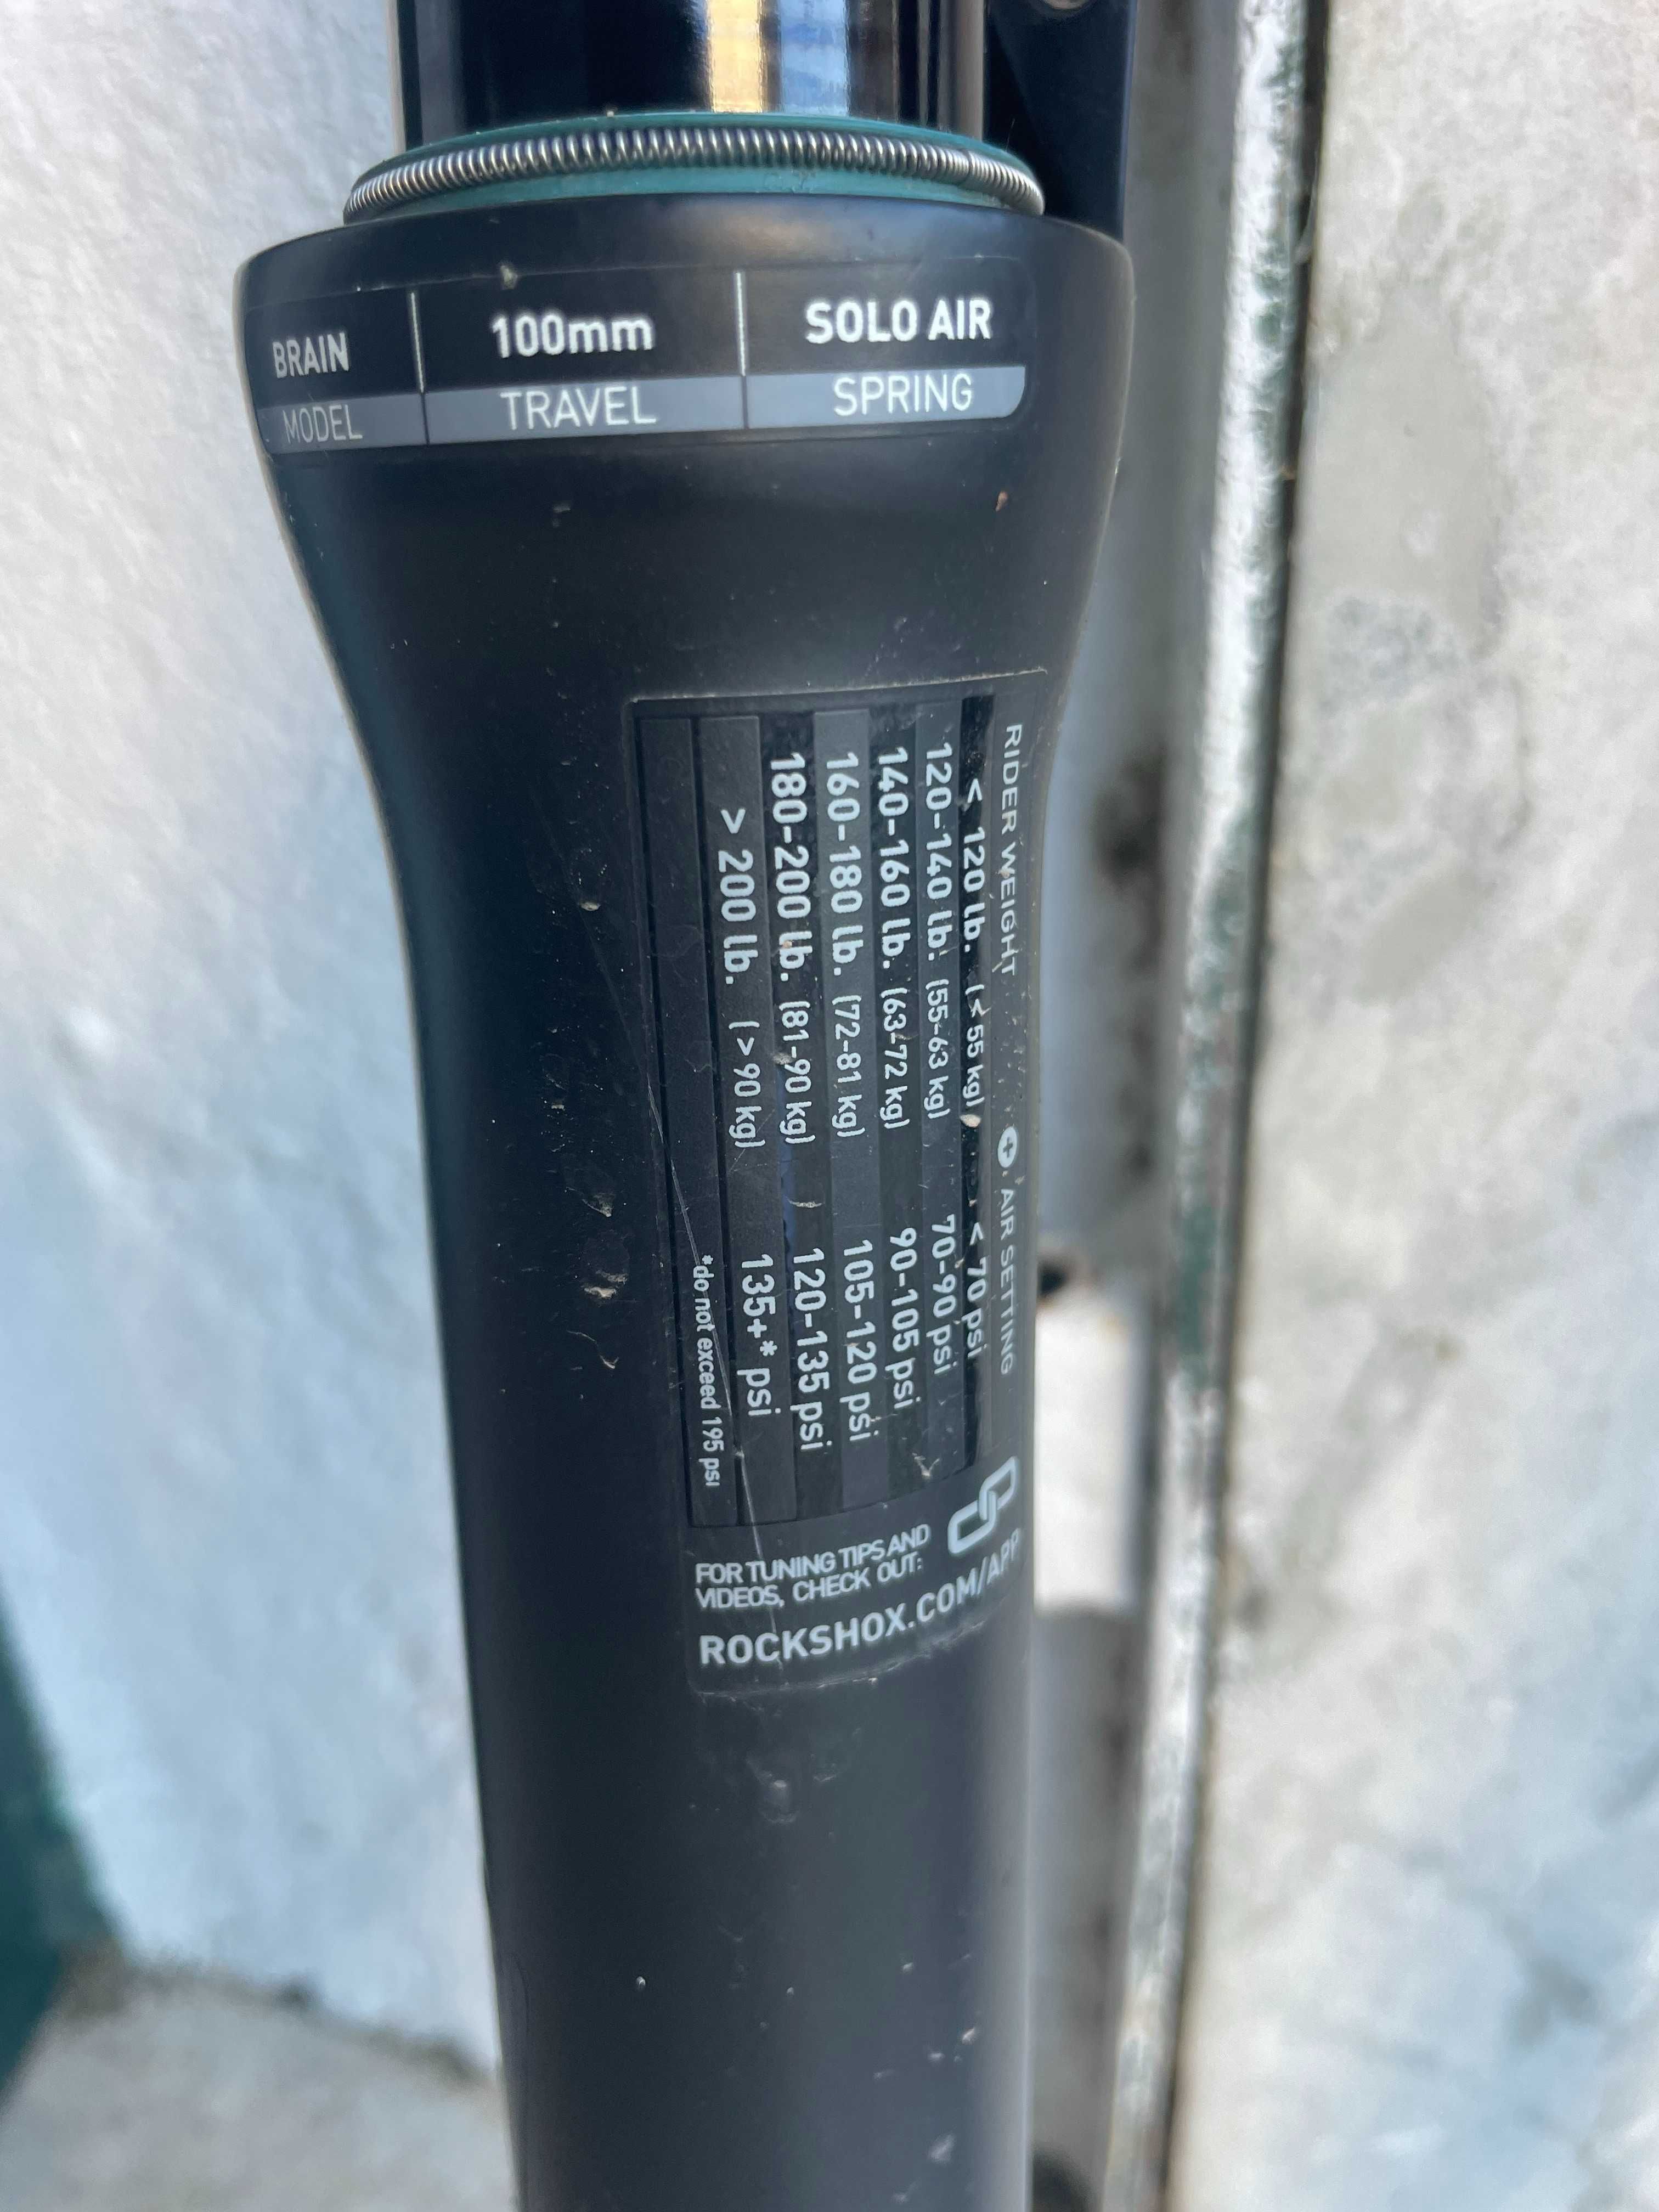 BRAIN 100mm SOLO AIR
MODEL TRAVEL SPRING
RIDER WEIGHT + AIR SETTING
< 120 lb. (< 55 kg) < 70 psi
120-140 lb. (55-63 kg) 70-90 psi
140-160 lb. (63-72 kg) 90-105 psi
160-180 lb. (72-81 kg) 105-120 psi
180-200 lb. (81-90 kg) 120-135 psi
> 200 lb. (> 90 kg) 135+* psi
*do not exceed 195 psi
FOR TUNING TIPS AND
VIDEOS, CHECK OUT:
ROCKSHOX.COM/APP